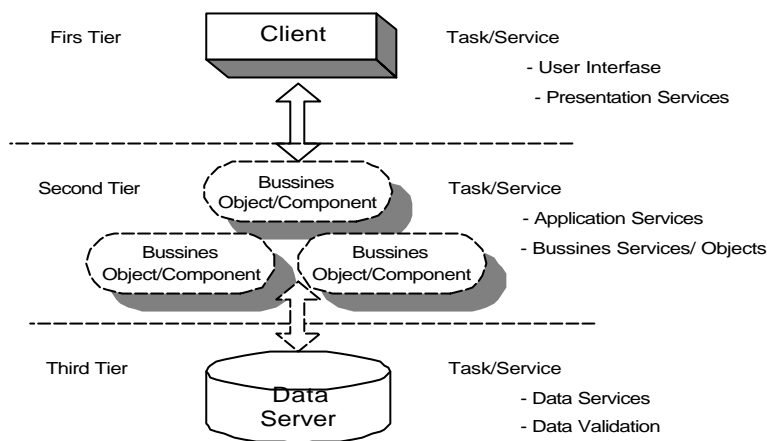 Firs Tier
Client
Task/Service
- User Interfase
- Presentation Services
Second Tier
Bussines
Object/Component
Task/Service
- Application Services
- Bussines Services/ Objects
Bussines
Object/Component
Bussines
Object/Component
Third Tier
Data
Server
Task/Service
- Data Services
- Data Validation